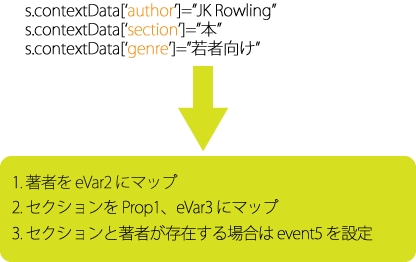 s.contextData['author']="JK Rowling"
s.contextData['section']="本"
s.contextData['genre']="若者向け"
1. 著者を eVar2 にマップ
2. セクションを Prop1、eVar3 にマップ
3. セクションと著者が存在する場合は event5 を設定